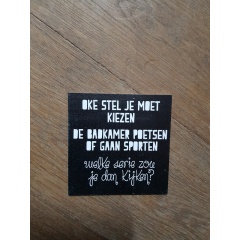 OKE STEL JE MOET
KIEZEN
DE BADKAMER POETSEN
OF GAAN SPORTEN
welke serie zou
je dan kijken?